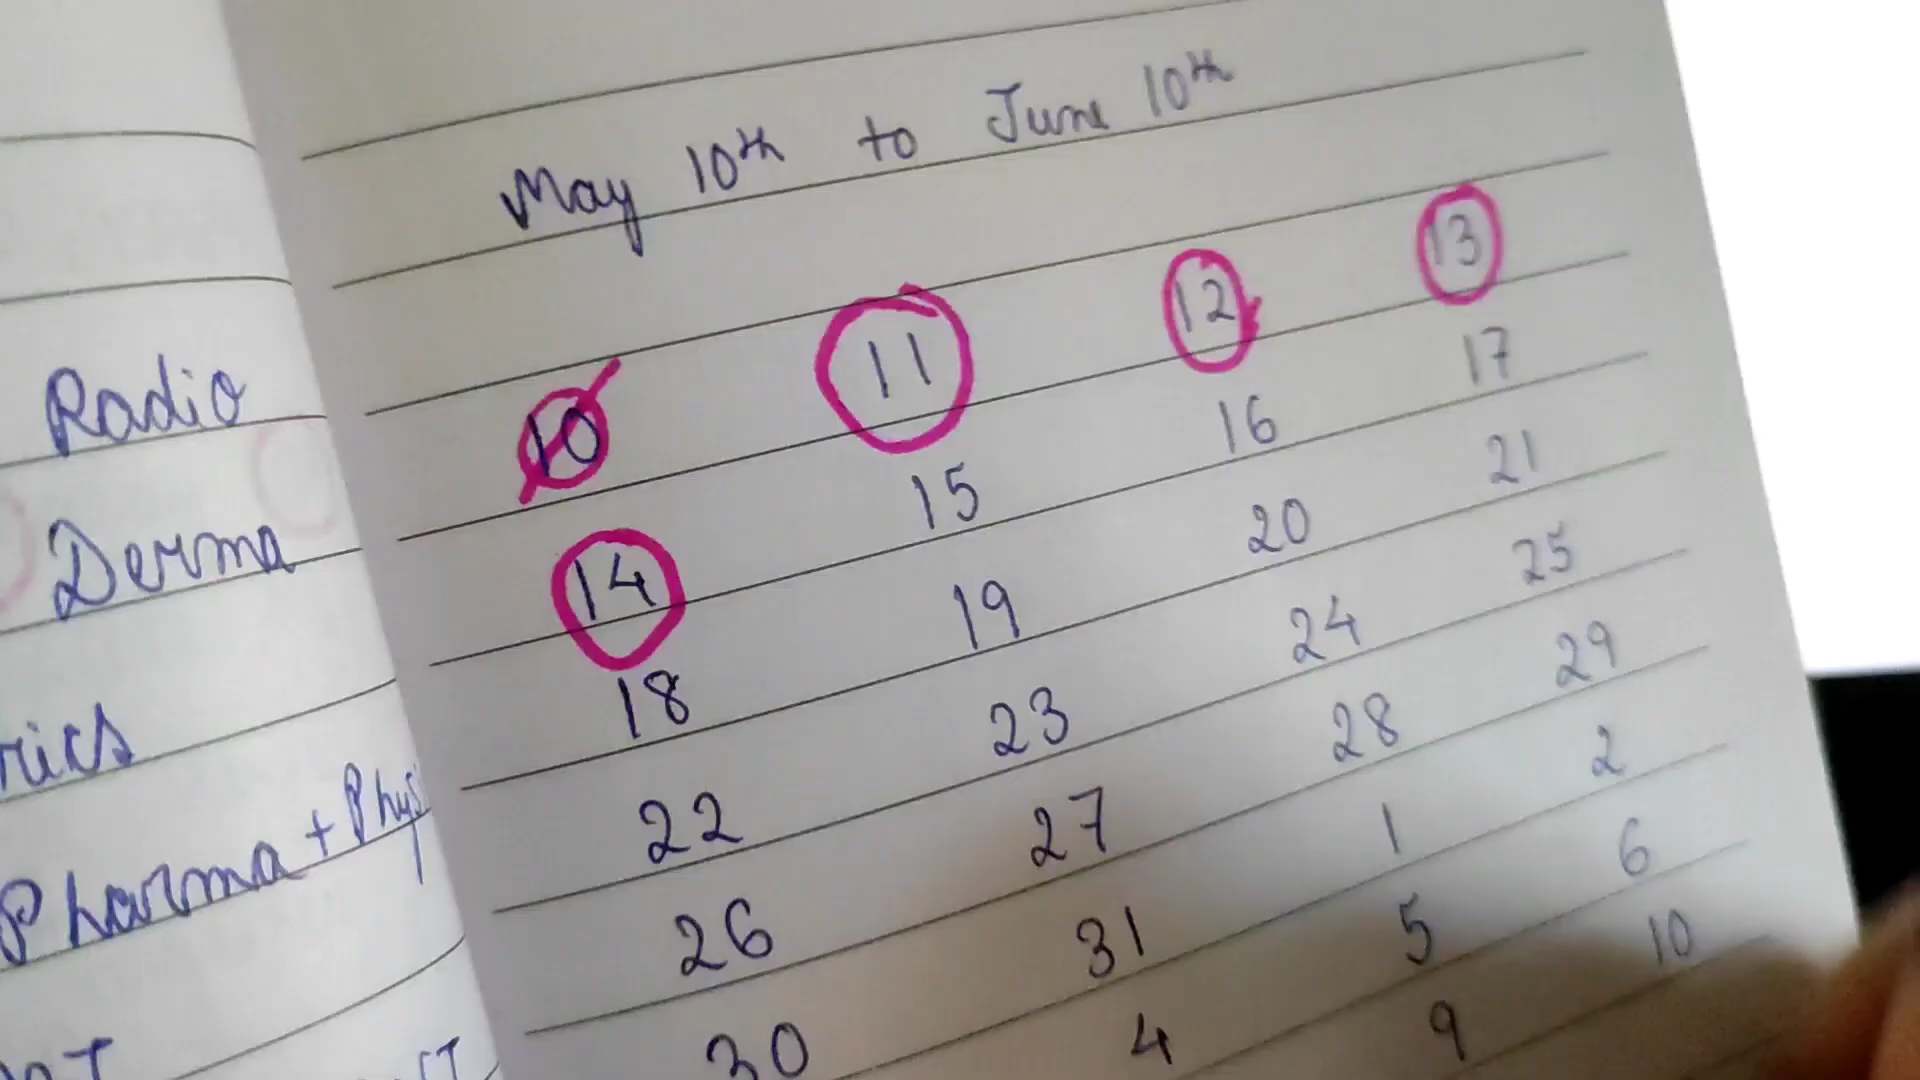 Radio
Derma
rics
Pharma + Phys
May 10th to June 10th
10 11 12 13
14 15 16 17
18 19 20 21
22 23 24 25
26 27 28 29
30 31 1 2
4 5 6
9 10